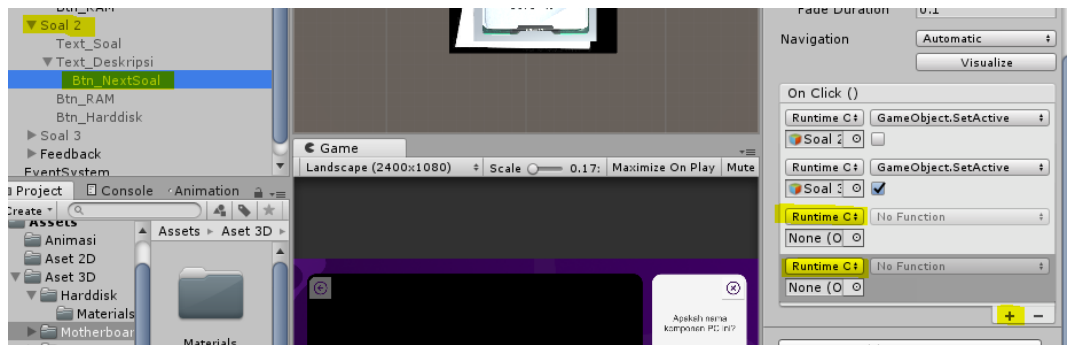 Btn_RAM
Soal 2
Text_Soal
Text_Deskripsi
Btn_NextSoal
Btn_RAM
Btn_Harddisk
Soal 3
Feedback
EventSystem
Project
Console
Animation
Create
Assets
Animasi
Aset 2D
Aset 3D
Harddisk
Materials
Motherboar
Assets
Aset 3D
Materials
Game
Landscape (2400x1080)
Scale
0.17:
Maximize On Play
Mute
Apakah nama
komponen PC ini?
Fade Duration
0.1
Navigation
Automatic
Visualize
On Click ()
Runtime C
GameObject.SetActive
Soal 2
Runtime C
GameObject.SetActive
Soal 3
Runtime C
No Function
None (O
Runtime C
No Function
None (O
+ −